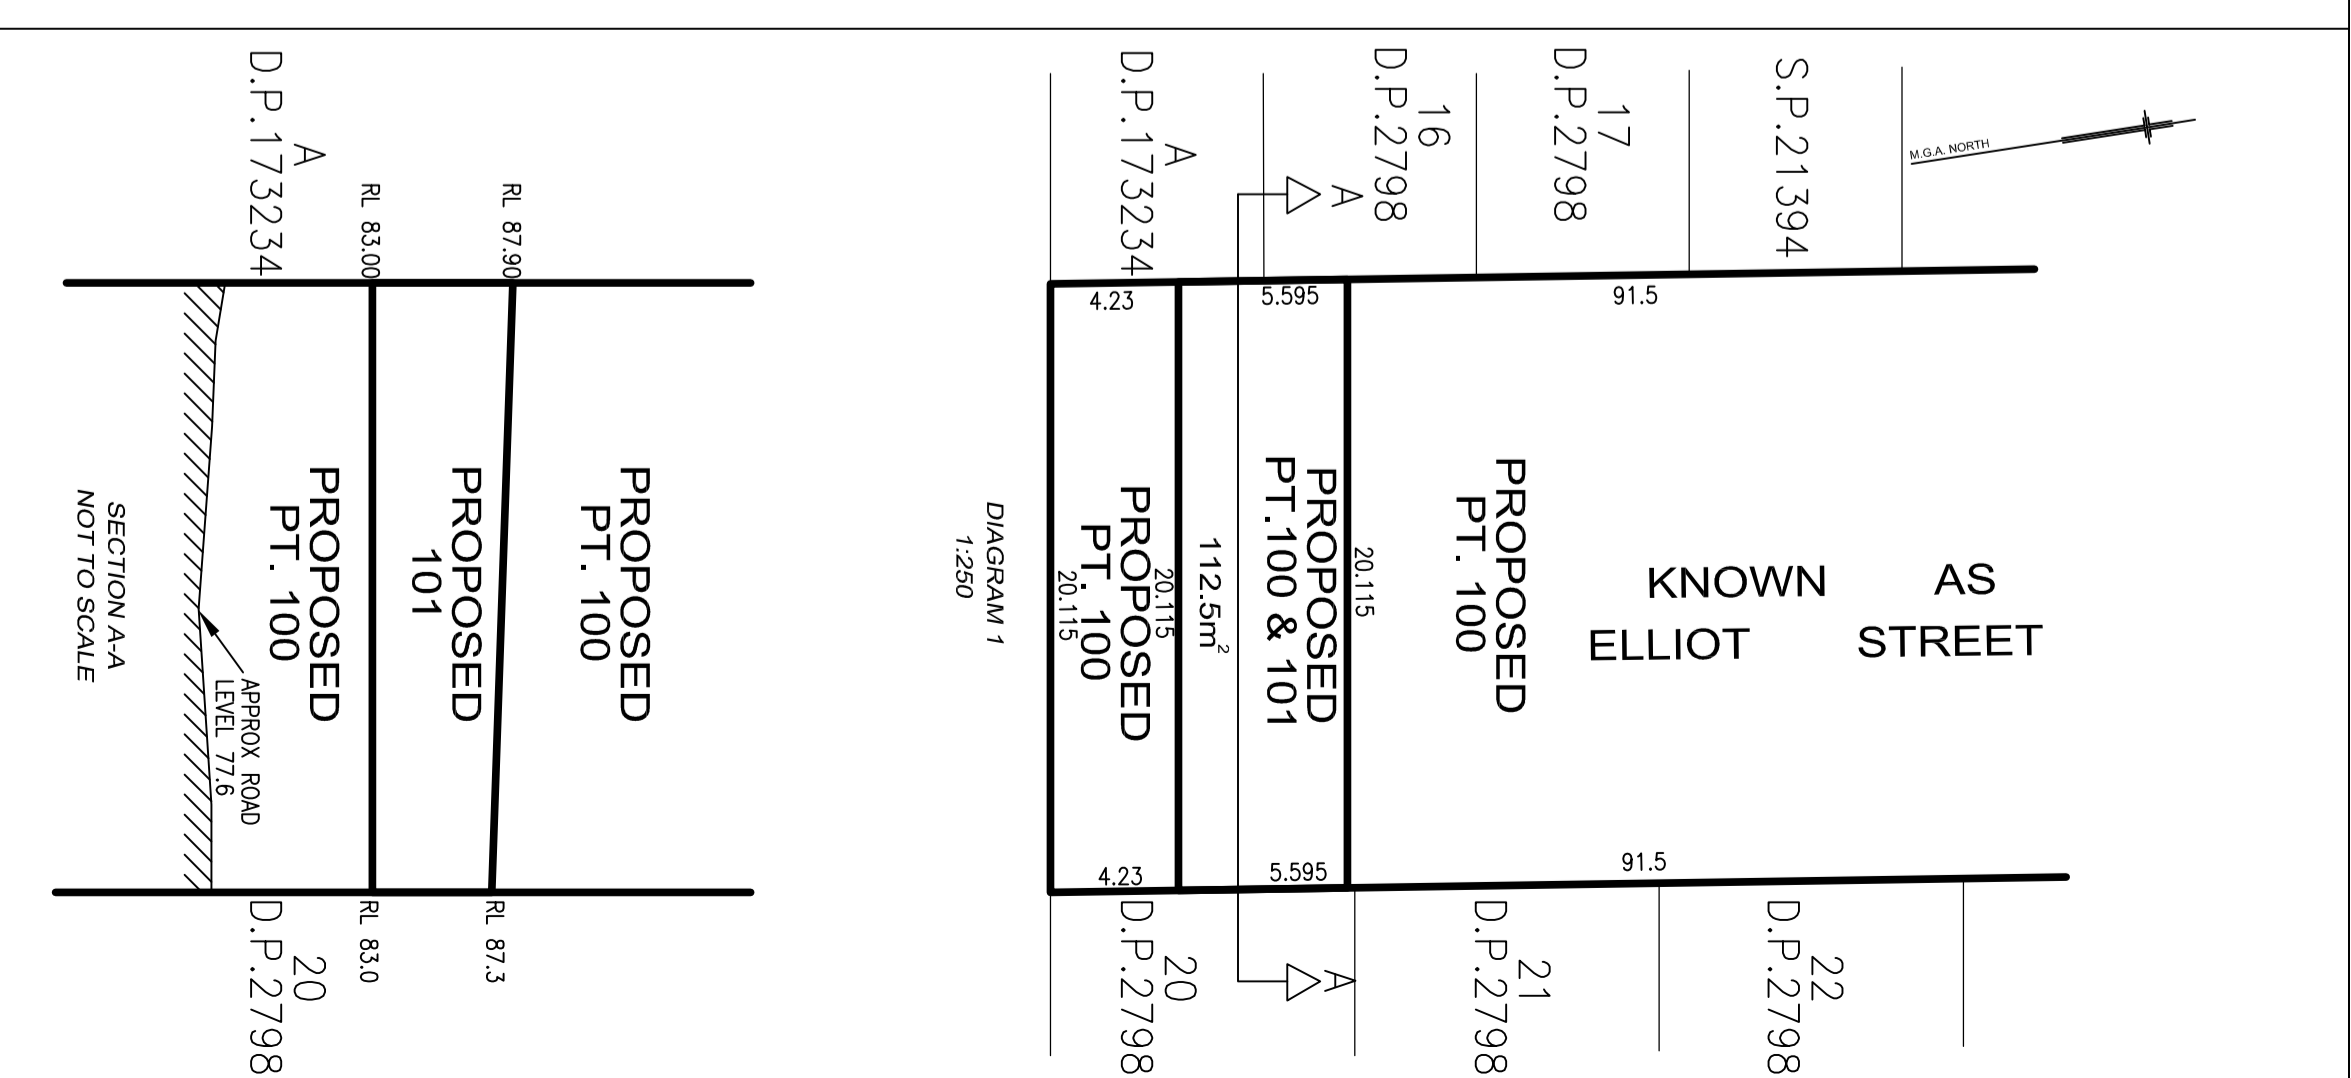 M.G.A. NORTH
S.P.21394
17
D.P.2798
16
D.P.2798
A
D.P.173234
A
A
4.23
5.595
91.5
KNOWN AS
ELLIOT STREET
PROPOSED
PT. 100
20.115
PROPOSED
PT.100 & 101
112.5m²
20.115
PROPOSED
PT. 100
20.115
4.23
5.595
91.5
22
D.P.2798
21
D.P.2798
20
D.P.2798
DIAGRAM 1
1:250
A
D.P.173234
RL 87.90
RL 83.00
PROPOSED
PT. 100
PROPOSED
101
PROPOSED
PT. 100
APPROX ROAD
LEVEL 77.6
RL 87.3
RL 83.0
20
D.P.2798
SECTION A-A
NOT TO SCALE